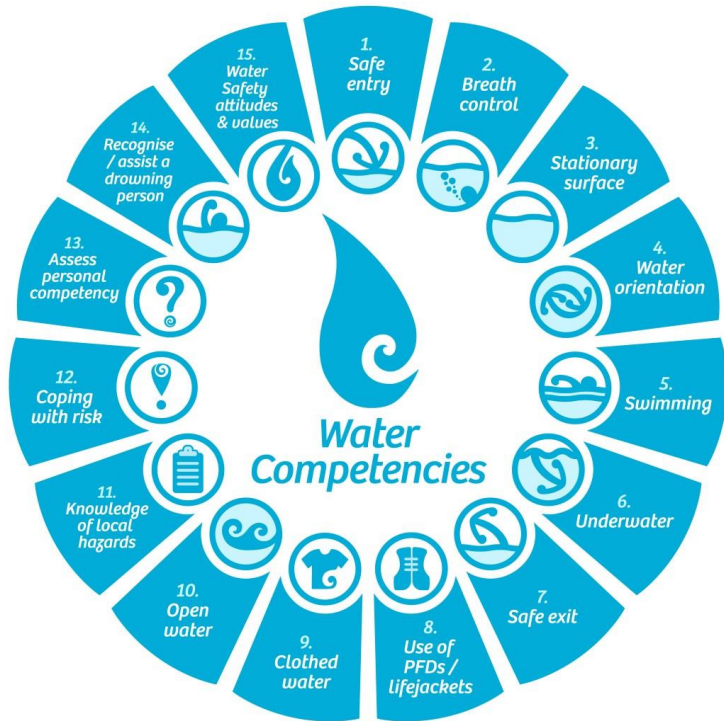 1.
Safe
entry
2.
Breath
control
3.
Stationary
surface
4.
Water
orientation
5.
Swimming
6.
Underwater
7.
Safe exit
8.
Use of
PFDs /
lifejackets
9.
Clothed
water
10.
Open
water
11.
Knowledge
of local
hazards
12.
Coping
with risk
13.
Assess
personal
competency
14.
Recognise
/ assist a
drowning
person
15.
Water
Safety
attitudes
& values
Water
Competencies